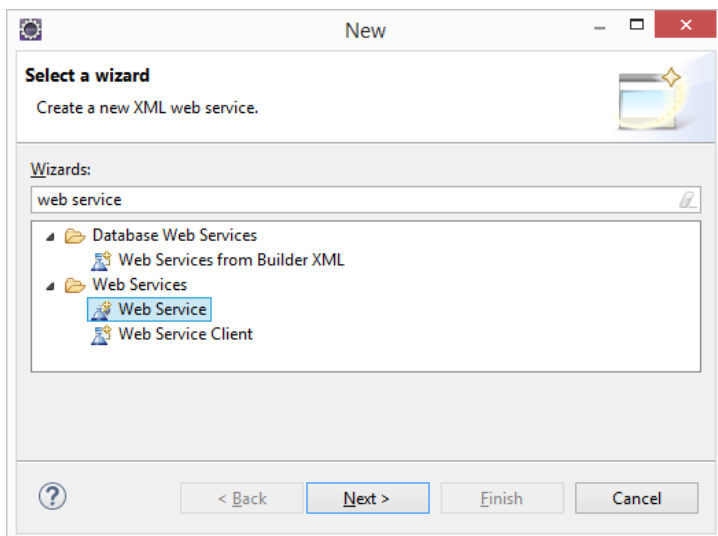 New
Select a wizard
Create a new XML web service.
Wizards:
web service
Database Web Services
Web Services from Builder XML
Web Services
Web Service
Web Service Client
? < Back Next > Finish Cancel